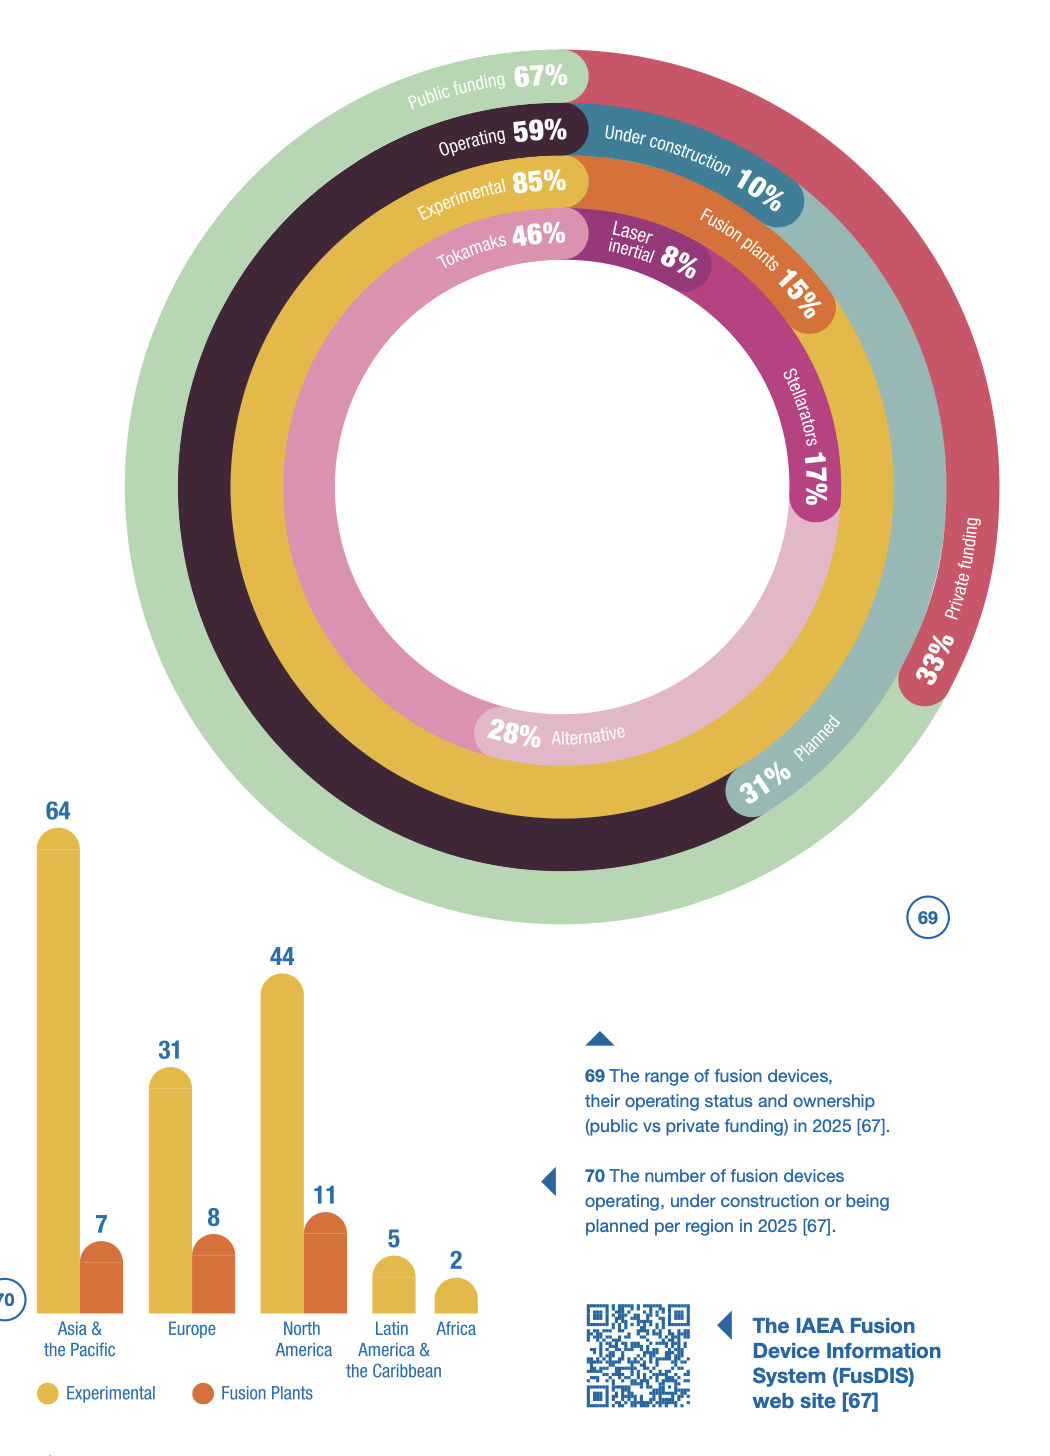 Public funding 67%
Operating 59%
Experimental 85%
Tokamaks 46%
Under construction 10%
Fusion plants 15%
Laser
inertial 8%
Stellarators 17%
33% Private funding
31% Planned
28% Alternative
69
64
7
31
8
44
11
5
2
70
Asia &
the Pacific
Europe
North
America
Latin
America &
the Caribbean
Africa
Experimental
Fusion Plants
69 The range of fusion devices,
their operating status and ownership
(public vs private funding) in 2025 [67].
70 The number of fusion devices
operating, under construction or being
planned per region in 2025 [67].
The IAEA Fusion
Device Information
System (FusDIS)
web site [67]